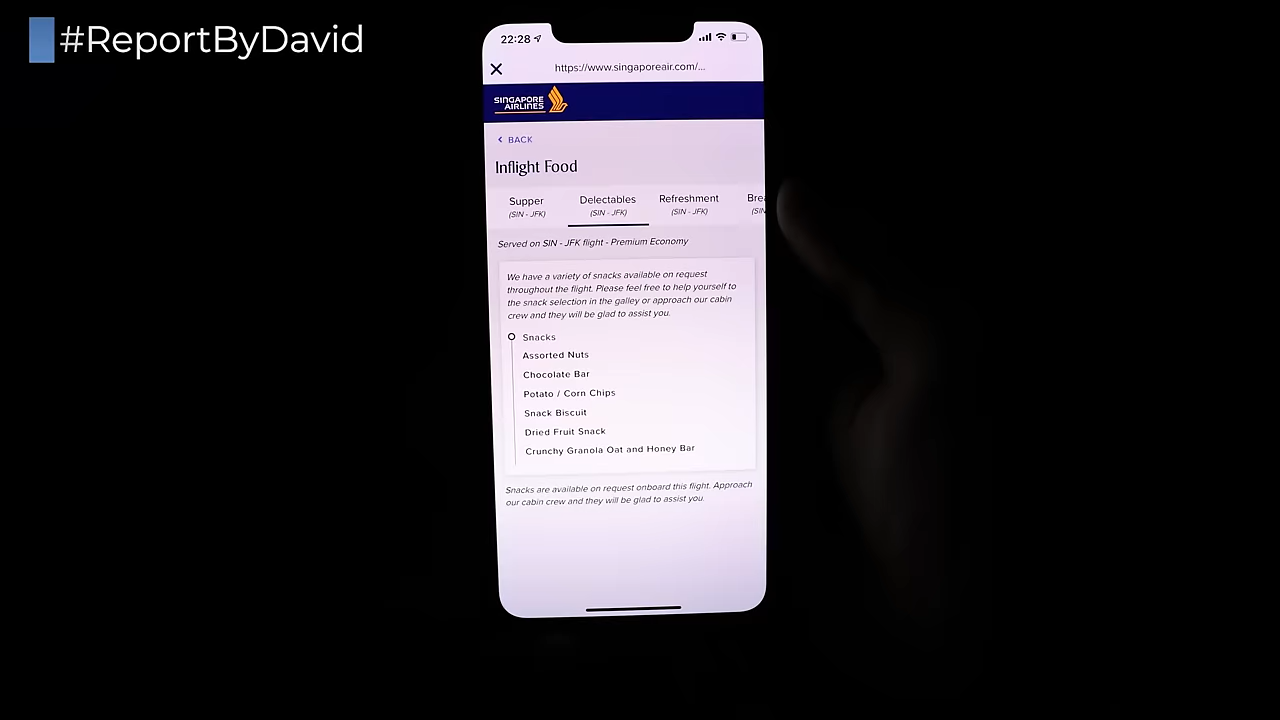 #ReportByDavid
22:28
https://www.singaporeair.com/...
SINGAPORE
AIRLINES
BACK
Inflight Food
Supper Delectables Refreshment Brea
(SIN - JFK) (SIN - JFK) (SIN - JFK) (SIN
Served on SIN - JFK flight - Premium Economy
We have a variety of snacks available on request
throughout the flight. Please feel free to help yourself to
the snack selection in the galley or approach our cabin
crew and they will be glad to assist you.
Snacks
Assorted Nuts
Chocolate Bar
Potato / Corn Chips
Snack Biscuit
Dried Fruit Snack
Crunchy Granola Oat and Honey Bar
Snacks are available on request onboard this flight. Approach
our cabin crew and they will be glad to assist you.